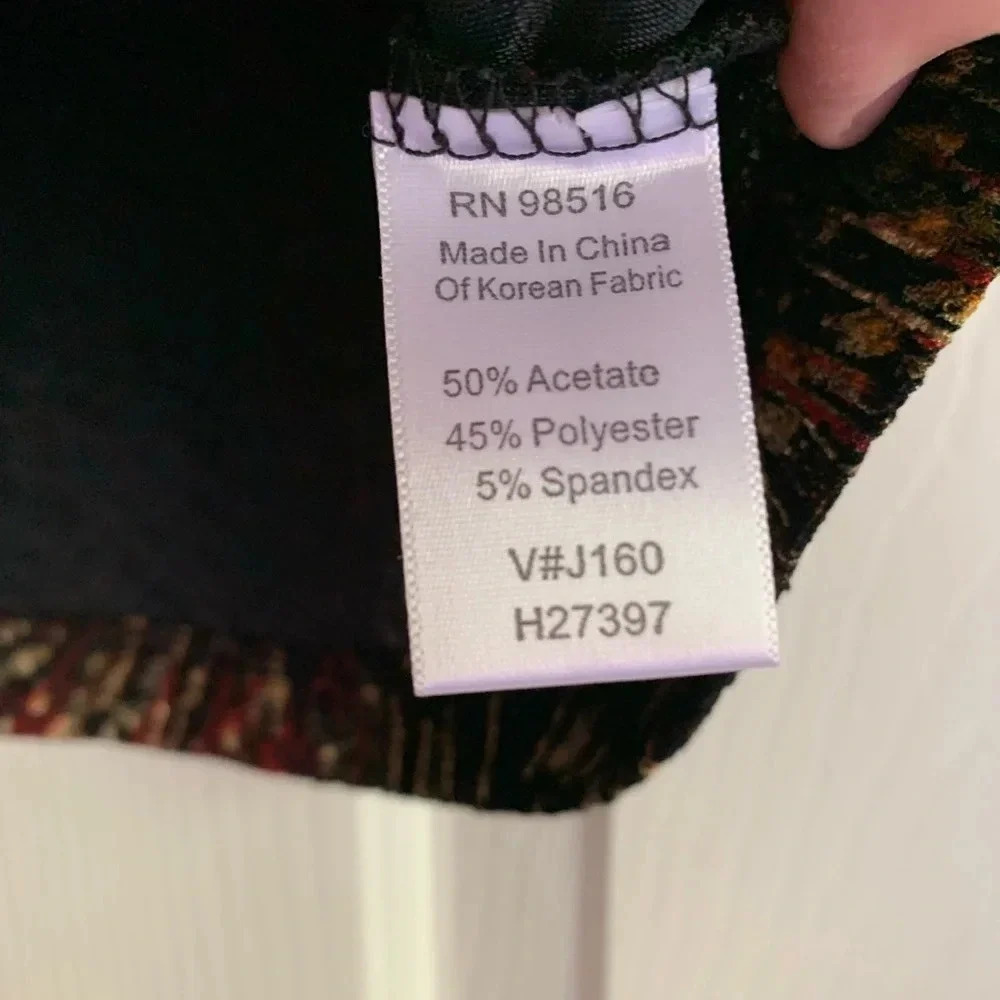 RN 98516
Made In China
Of Korean Fabric
50% Acetate
45% Polyester
5% Spandex
V#J160
H27397